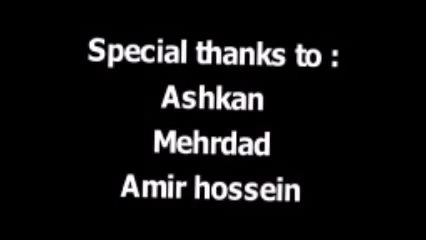 Special thanks to :
Ashkan
Mehrdad
Amir hossein